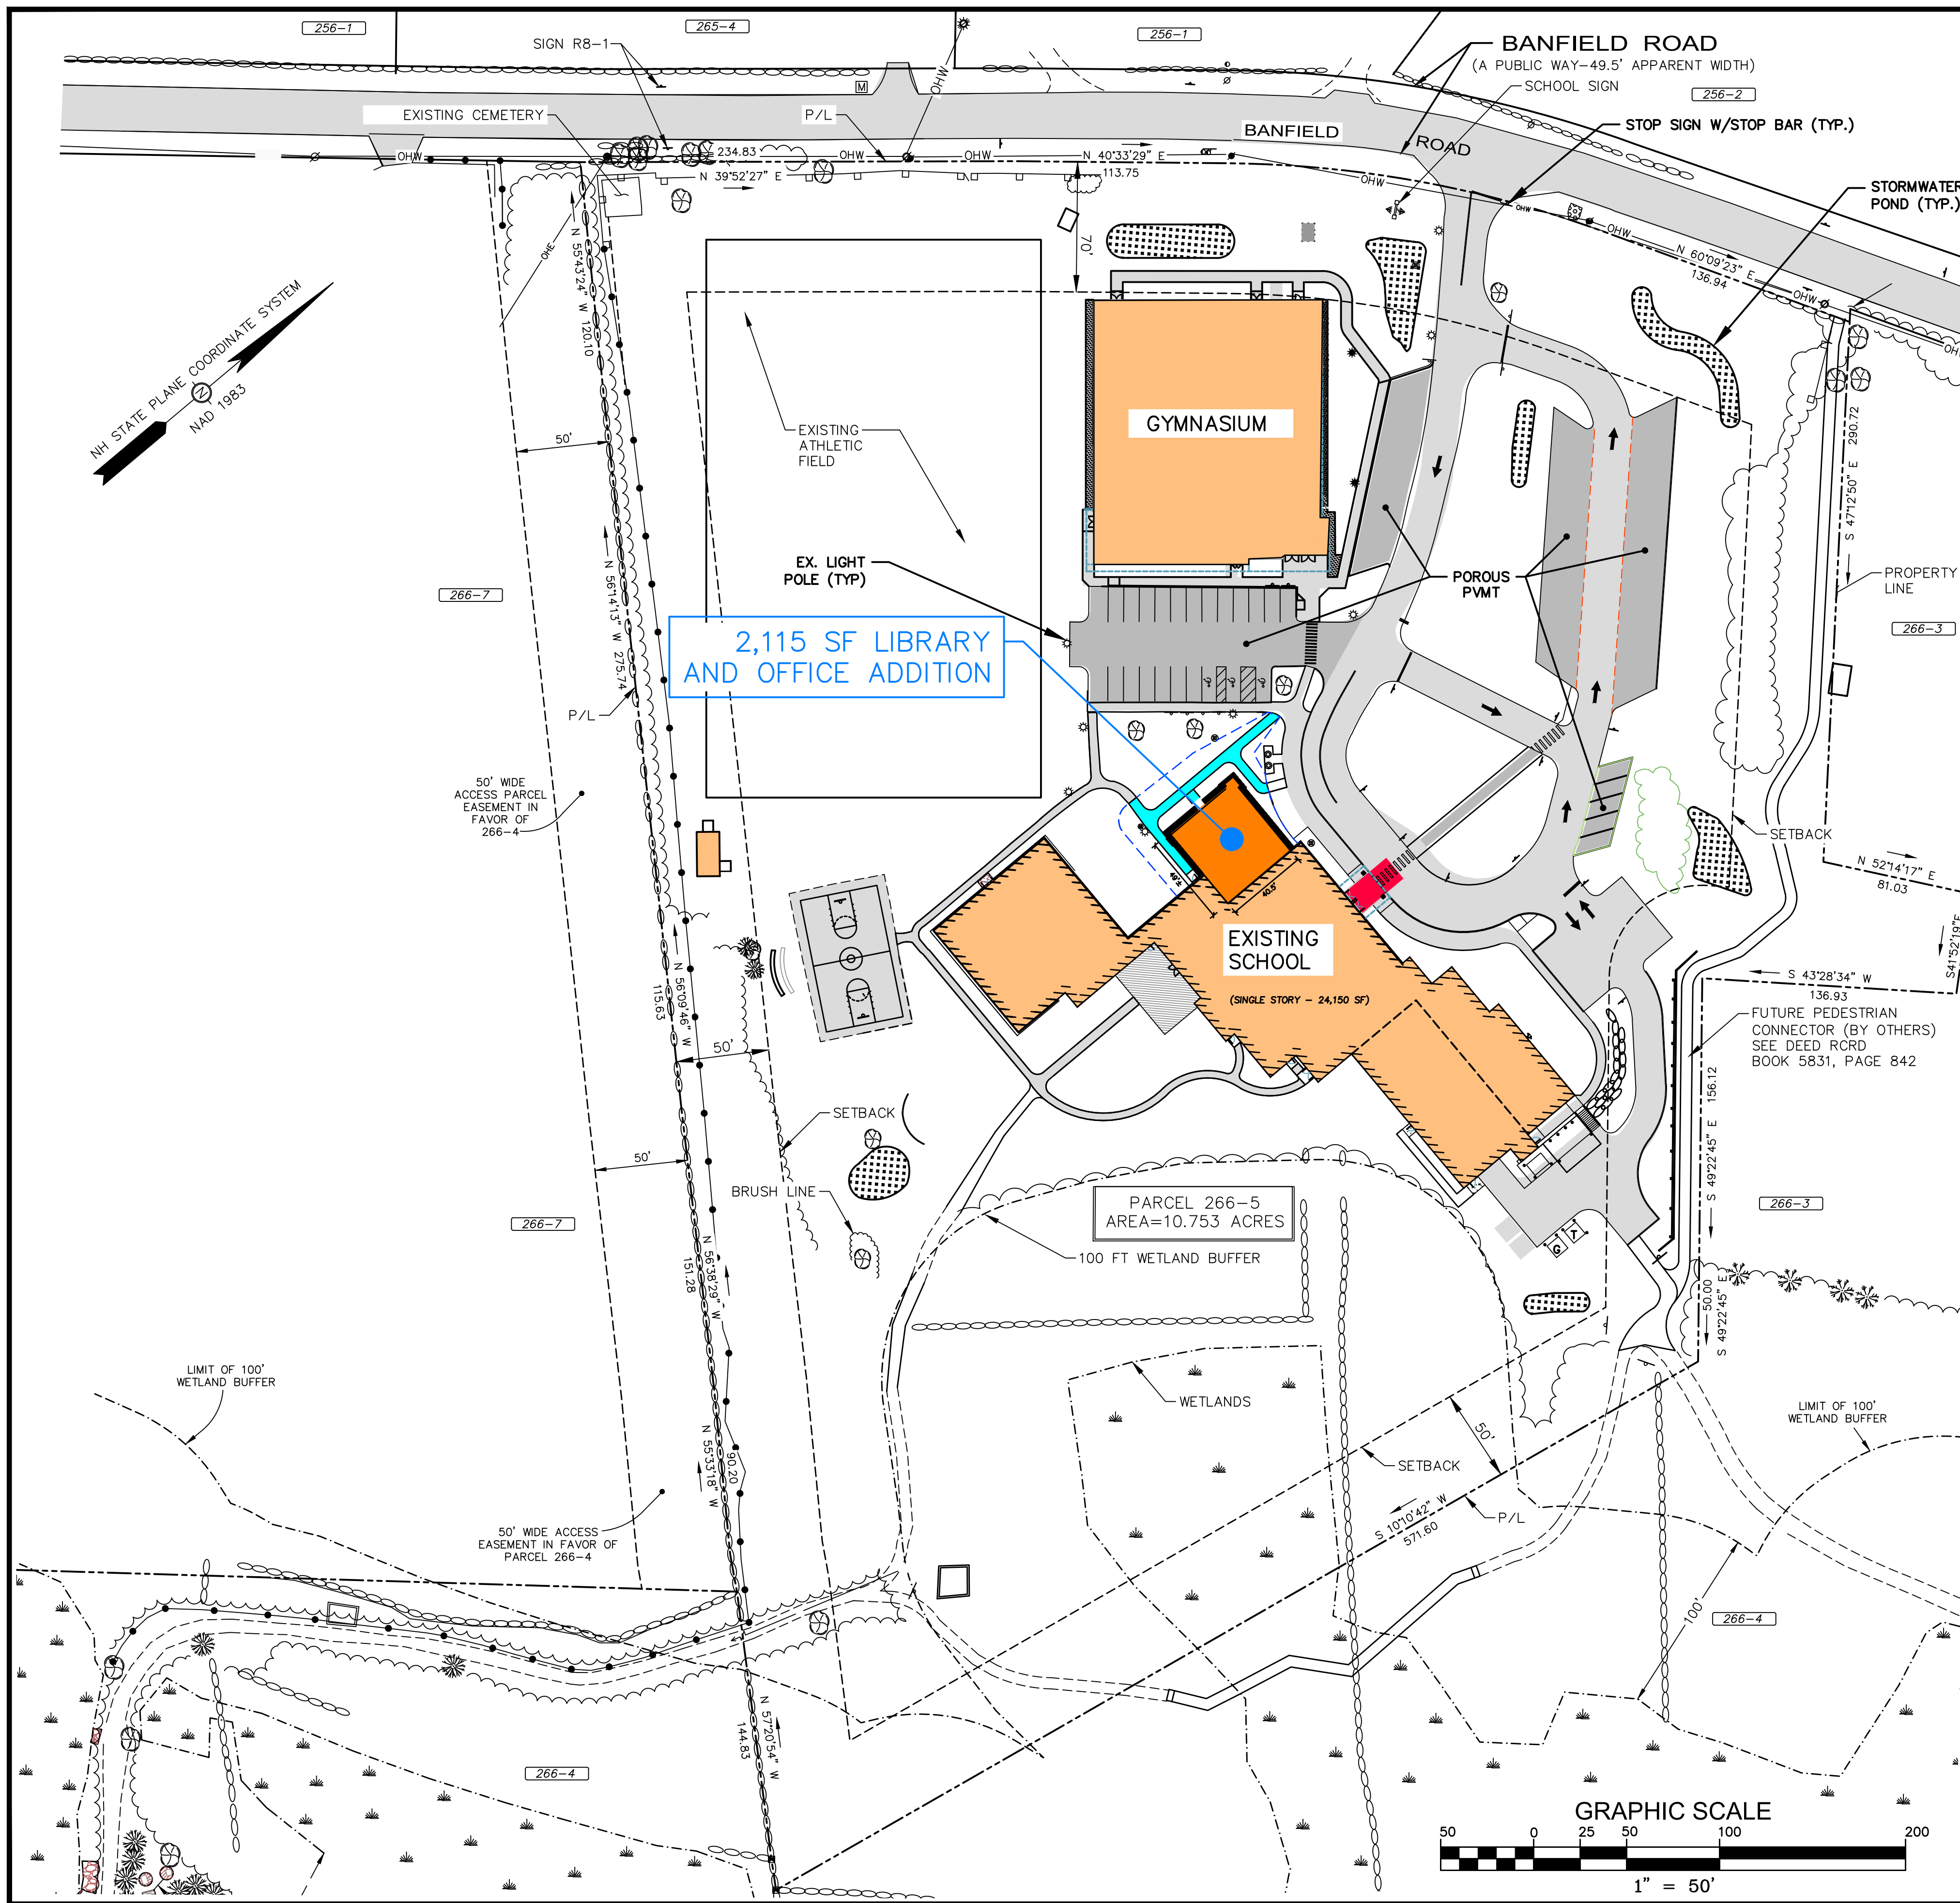 256-1
265-4
256-1
SIGN R8-1
BANFIELD ROAD
(A PUBLIC WAY-49.5' APPARENT WIDTH)
SCHOOL SIGN
256-2
M
OHW
EXISTING CEMETERY
P/L
BANFIELD
ROAD
STOP SIGN W/STOP BAR (TYP.)
OHW
234.83
OHW
OHW
N 40°33'29" E
113.75
N 39°52'27" E
OHW
OHW
STORMWATER
POND (TYP.)
OHW
N 60°09'23" E
136.94
OHW
OHE
N 55°43'24" W 120.10
70'
NH STATE PLANE COORDINATE SYSTEM
N
NAD 1983
50'
EXISTING
ATHLETIC
FIELD
GYMNASIUM
S 47°12'50" E 290.72
EX. LIGHT
POLE (TYP)
POROUS
PVMT
PROPERTY
LINE
266-7
266-3
N 56°14'13" W 275.74
2,115 SF LIBRARY
AND OFFICE ADDITION
P/L
50' WIDE
ACCESS PARCEL
EASEMENT IN
FAVOR OF
266-4
SETBACK
N 52°14'17" E
81.03
S41°52'19"E
49'±
40.5'
EXISTING
SCHOOL
(SINGLE STORY - 24,150 SF)
S 43°28'34" W
136.93
FUTURE PEDESTRIAN
CONNECTOR (BY OTHERS)
SEE DEED RCRD
BOOK 5831, PAGE 842
N 56°09'46" W
115.63
50'
SETBACK
S 49°22'45" E 156.12
50'
BRUSH LINE
PARCEL 266-5
AREA=10.753 ACRES
266-7
266-3
100 FT WETLAND BUFFER
G
T
N 56°38'29" W
151.28
50.00
S 49°22'45" E
LIMIT OF 100'
WETLAND BUFFER
WETLANDS
50'
LIMIT OF 100'
WETLAND BUFFER
N 55°33'18" W
90.20
SETBACK
50' WIDE ACCESS
EASEMENT IN FAVOR OF
PARCEL 266-4
S 10°10'42" W
571.60
P/L
100'
266-4
N 57°20'54" W
144.83
266-4
GRAPHIC SCALE
50 0 25 50 100 200
1" = 50'